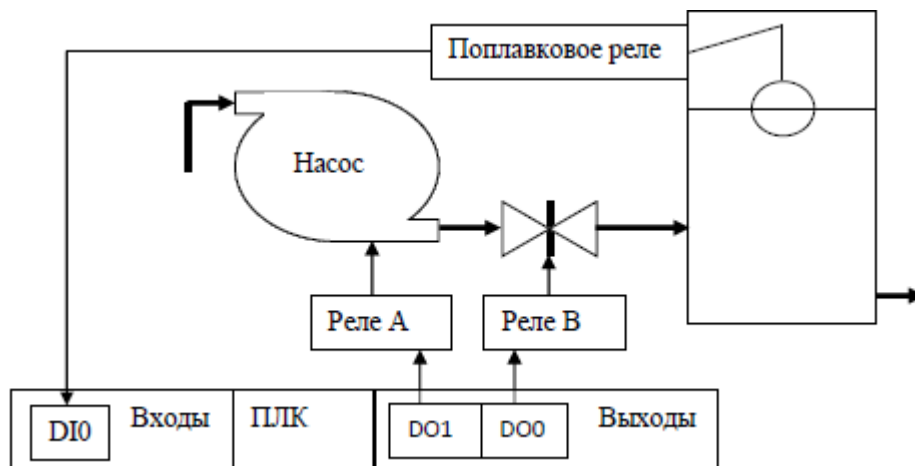 Поплавковое реле
Насос
Реле А
Реле В
DI0
Входы
ПЛК
DO1
DO0
Выходы